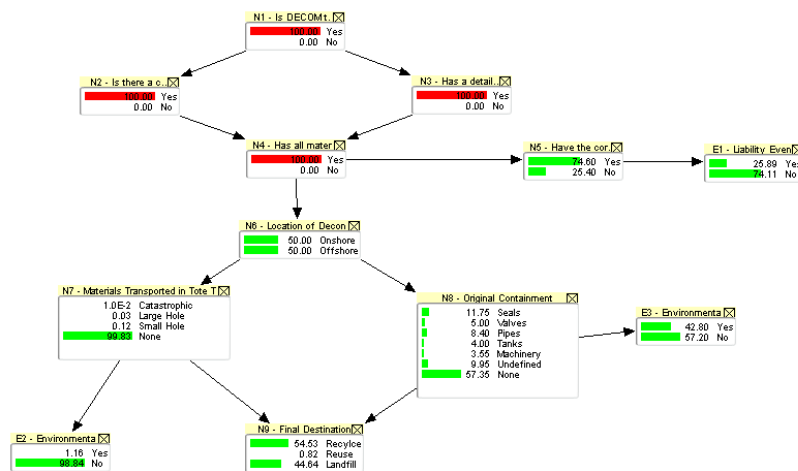 N1 - Is DECOMt.
100.00 Yes
0.00 No
N2 - Is there a c..
100.00 Yes
0.00 No
N3 - Has a detail..
100.00 Yes
0.00 No
N4 - Has all mater
100.00 Yes
0.00 No
N5 - Have the cor.
74.60 Yes
25.40 No
E1 - Liability Even
25.89 Ye
74.11 No
N6 - Location of Decon
50.00 Onshore
50.00 Offshore
N7 - Materials Transported in Tote T
1.0E-2 Catastrophic
0.03 Large Hole
0.12 Small Hole
99.83 None
N8 - Original Containment
11.75 Seals
5.00 Valves
8.40 Pipes
4.00 Tanks
3.55 Machinery
9.95 Undefined
57.35 None
E3 - Environmenta
42.80 Yes
57.20 No
E2 - Environmenta
1.16 Yes
98.84 No
N9 - Final Destination
54.53 Recylce
0.82 Reuse
44.64 Landfill